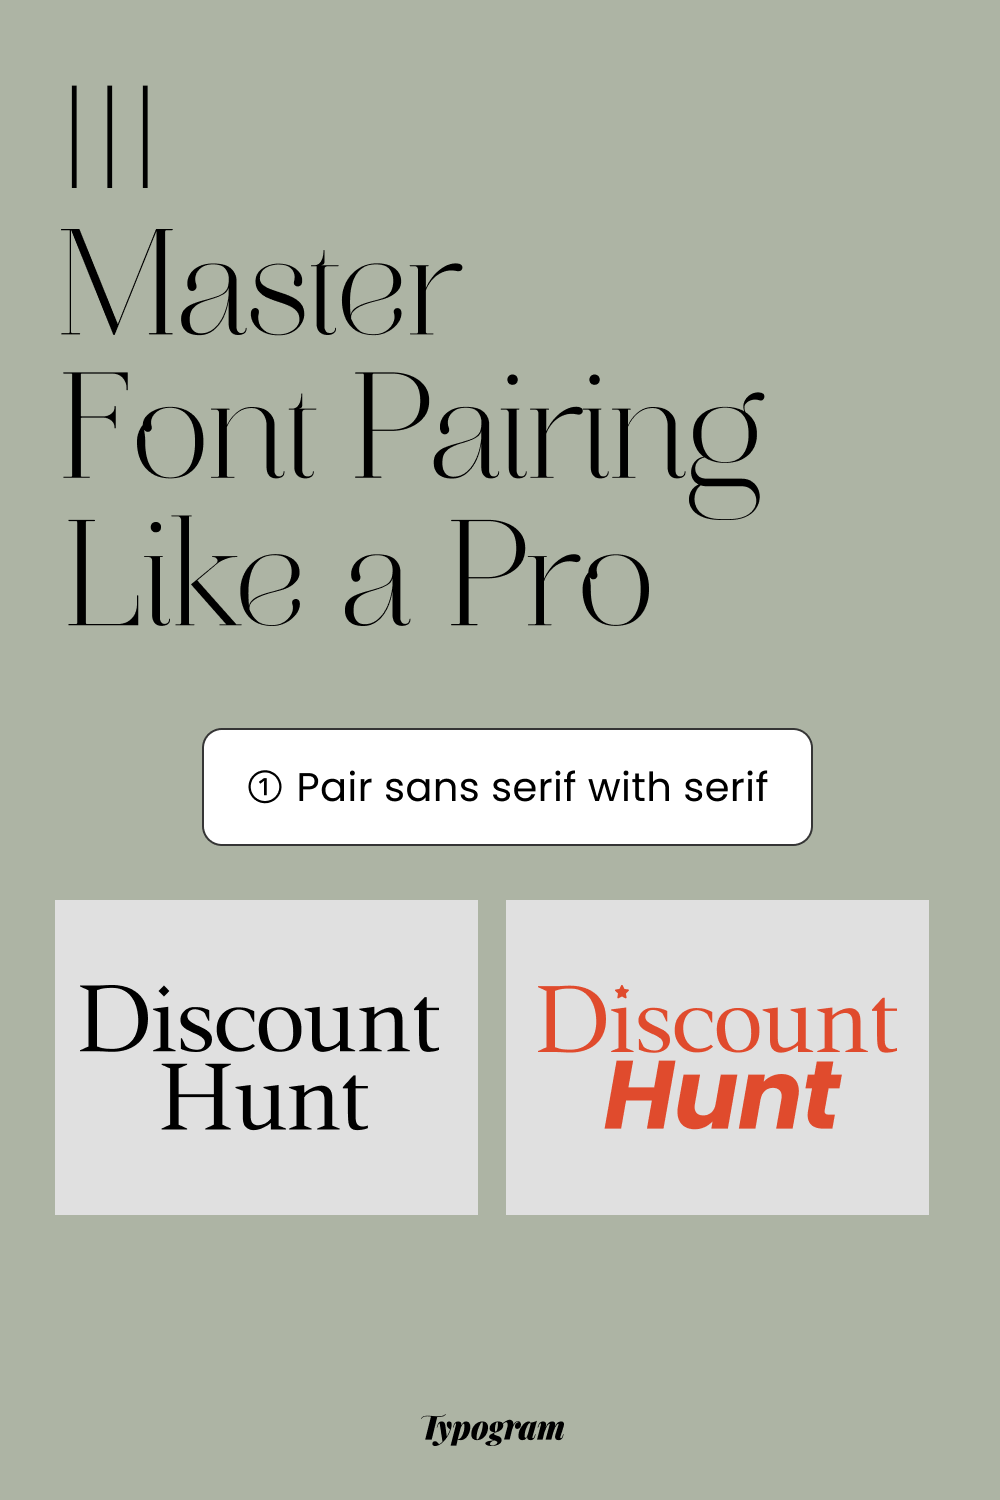 Master
Font Pairing
Like a Pro
① Pair sans serif with serif
Discount
Hunt
Discount
Hunt
Typogram